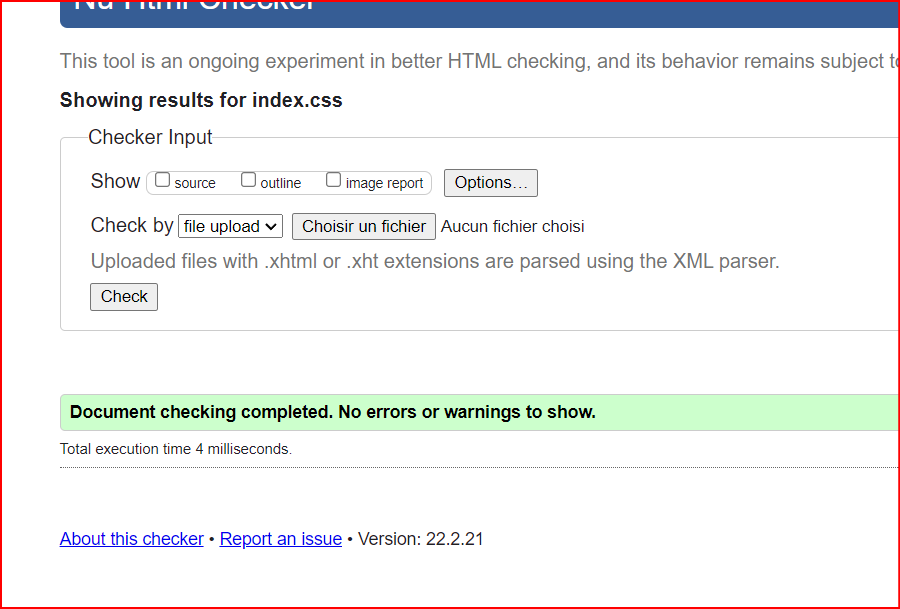 Nu Html Checker
This tool is an ongoing experiment in better HTML checking, and its behavior remains subject to
Showing results for index.css
Checker Input
Show source outline image report Options…
Check by file upload Choisir un fichier Aucun fichier choisi
Uploaded files with .xhtml or .xht extensions are parsed using the XML parser.
Check
Document checking completed. No errors or warnings to show.
Total execution time 4 milliseconds.
About this checker • Report an issue • Version: 22.2.21